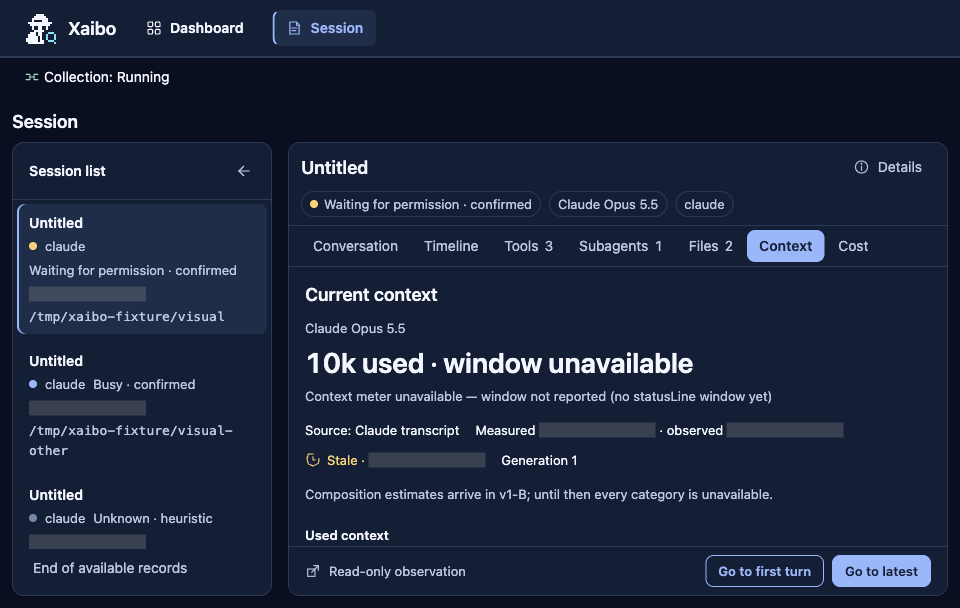 Xaibo
Dashboard
Session
Collection: Running
Session
Session list
Untitled
claude
Waiting for permission · confirmed
/tmp/xaibo-fixture/visual
Untitled
claude Busy · confirmed
/tmp/xaibo-fixture/visual-
other
Untitled
claude Unknown · heuristic
End of available records
Untitled
Details
Waiting for permission · confirmed
Claude Opus 5.5
claude
Conversation Timeline Tools 3 Subagents 1 Files 2 Context Cost
Current context
Claude Opus 5.5
10k used · window unavailable
Context meter unavailable — window not reported (no statusLine window yet)
Source: Claude transcript Measured · observed
Stale · Generation 1
Composition estimates arrive in v1-B; until then every category is unavailable.
Used context
Read-only observation
Go to first turn
Go to latest